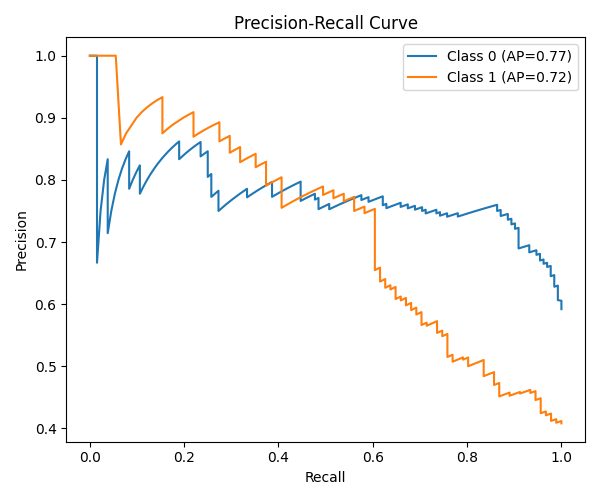 Precision-Recall Curve
Class 0 (AP=0.77)
Class 1 (AP=0.72)
Precision
1.0
0.9
0.8
0.7
0.6
0.5
0.4
0.0 0.2 0.4 0.6 0.8 1.0
Recall